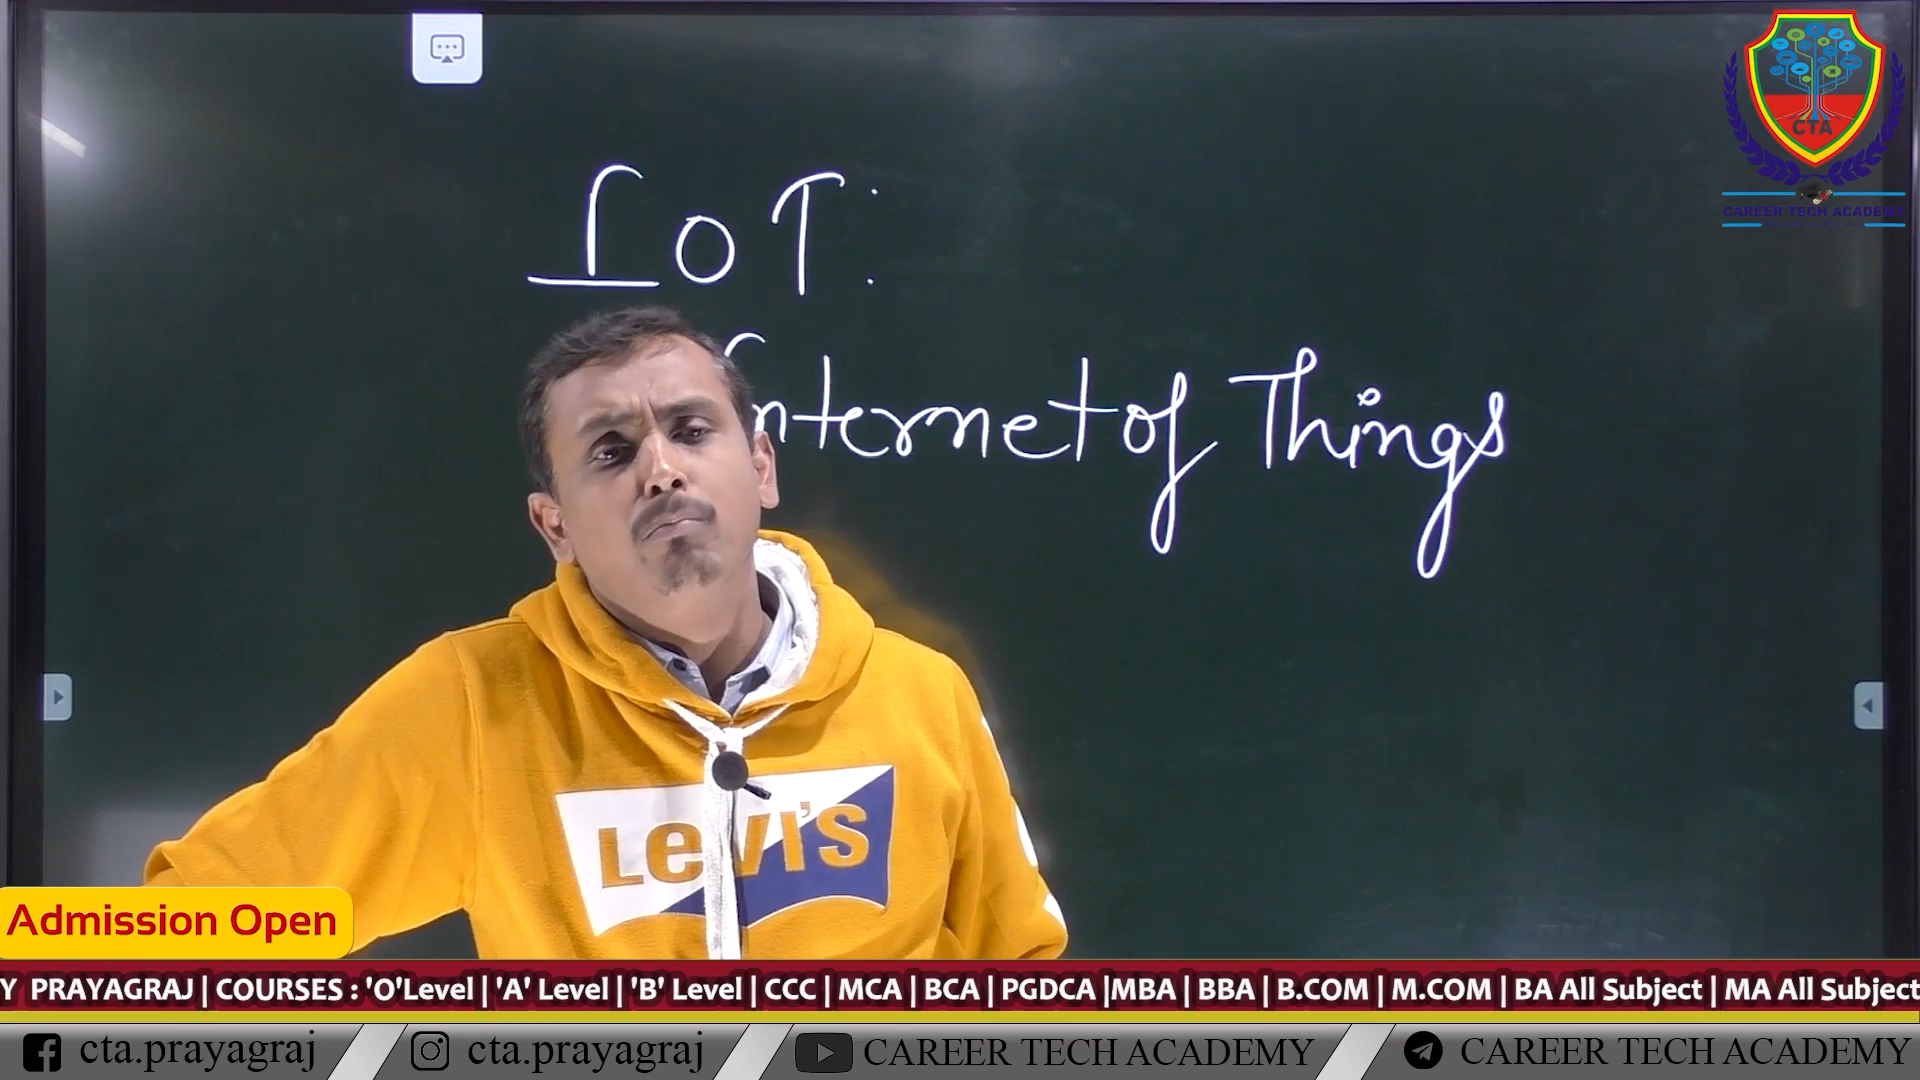 CTA
CAREER TECH ACADEMY
IoT:
Internet of Things
Levi's
Admission Open
Y PRAYAGRAJ | COURSES : 'O'Level | 'A' Level | 'B' Level | CCC | MCA | BCA | PGDCA |MBA | BBA | B.COM | M.COM | BA All Subject | MA All Subject
cta.prayagraj cta.prayagraj CAREER TECH ACADEMY CAREER TECH ACADEMY